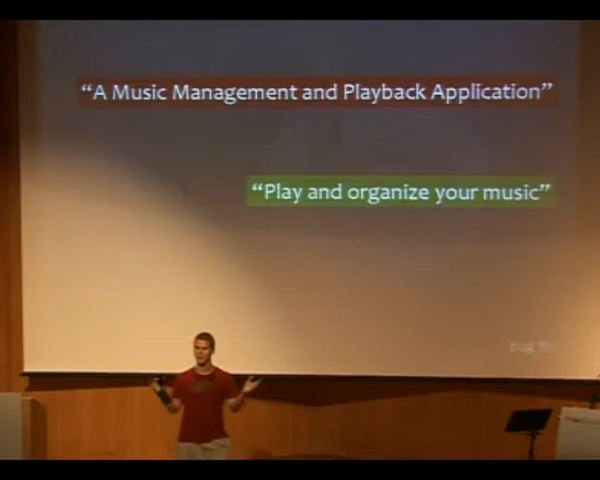 “A Music Management and Playback Application”
“Play and organize your music”